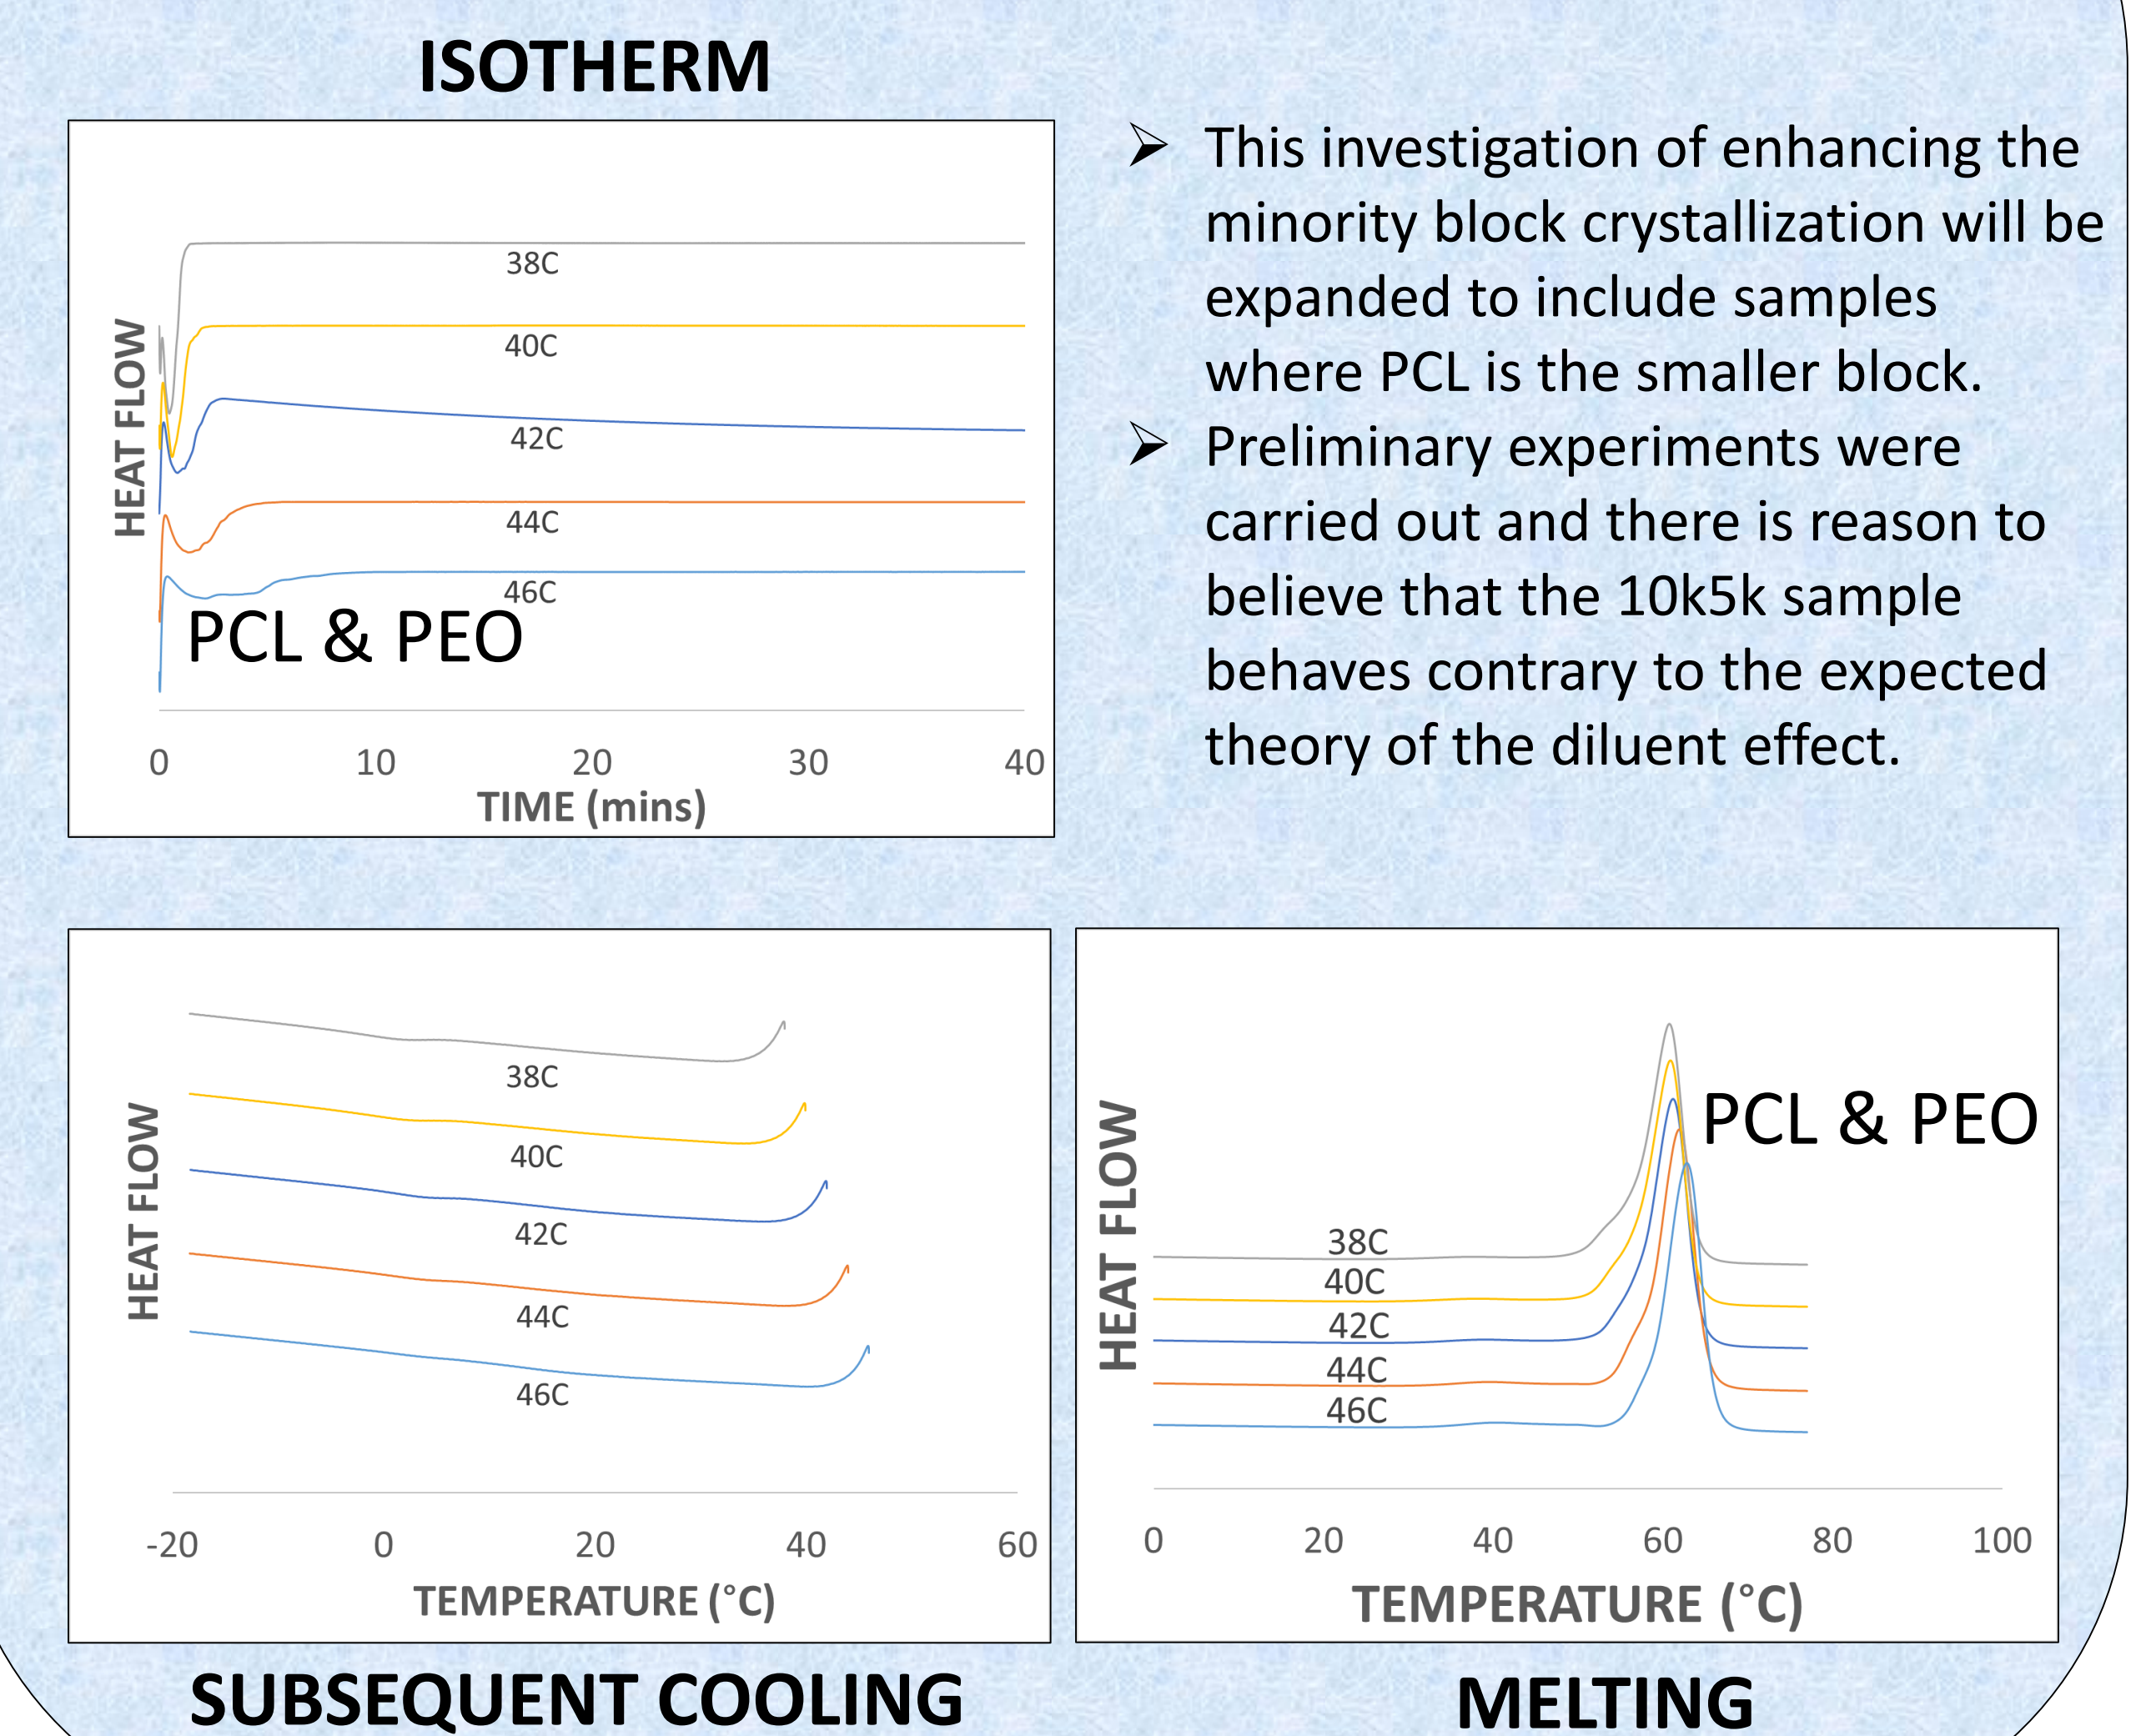 ISOTHERM
HEAT FLOW
38C
40C
42C
44C
46C
PCL & PEO
0 10 20 30 40
TIME (mins)
➢ This investigation of enhancing the
minority block crystallization will be
expanded to include samples
where PCL is the smaller block.
➢ Preliminary experiments were
carried out and there is reason to
believe that the 10k5k sample
behaves contrary to the expected
theory of the diluent effect.
HEAT FLOW
38C
40C
42C
44C
46C
-20 0 20 40 60
TEMPERATURE (°C)
SUBSEQUENT COOLING
HEAT FLOW
PCL & PEO
38C
40C
42C
44C
46C
0 20 40 60 80 100
TEMPERATURE (°C)
MELTING